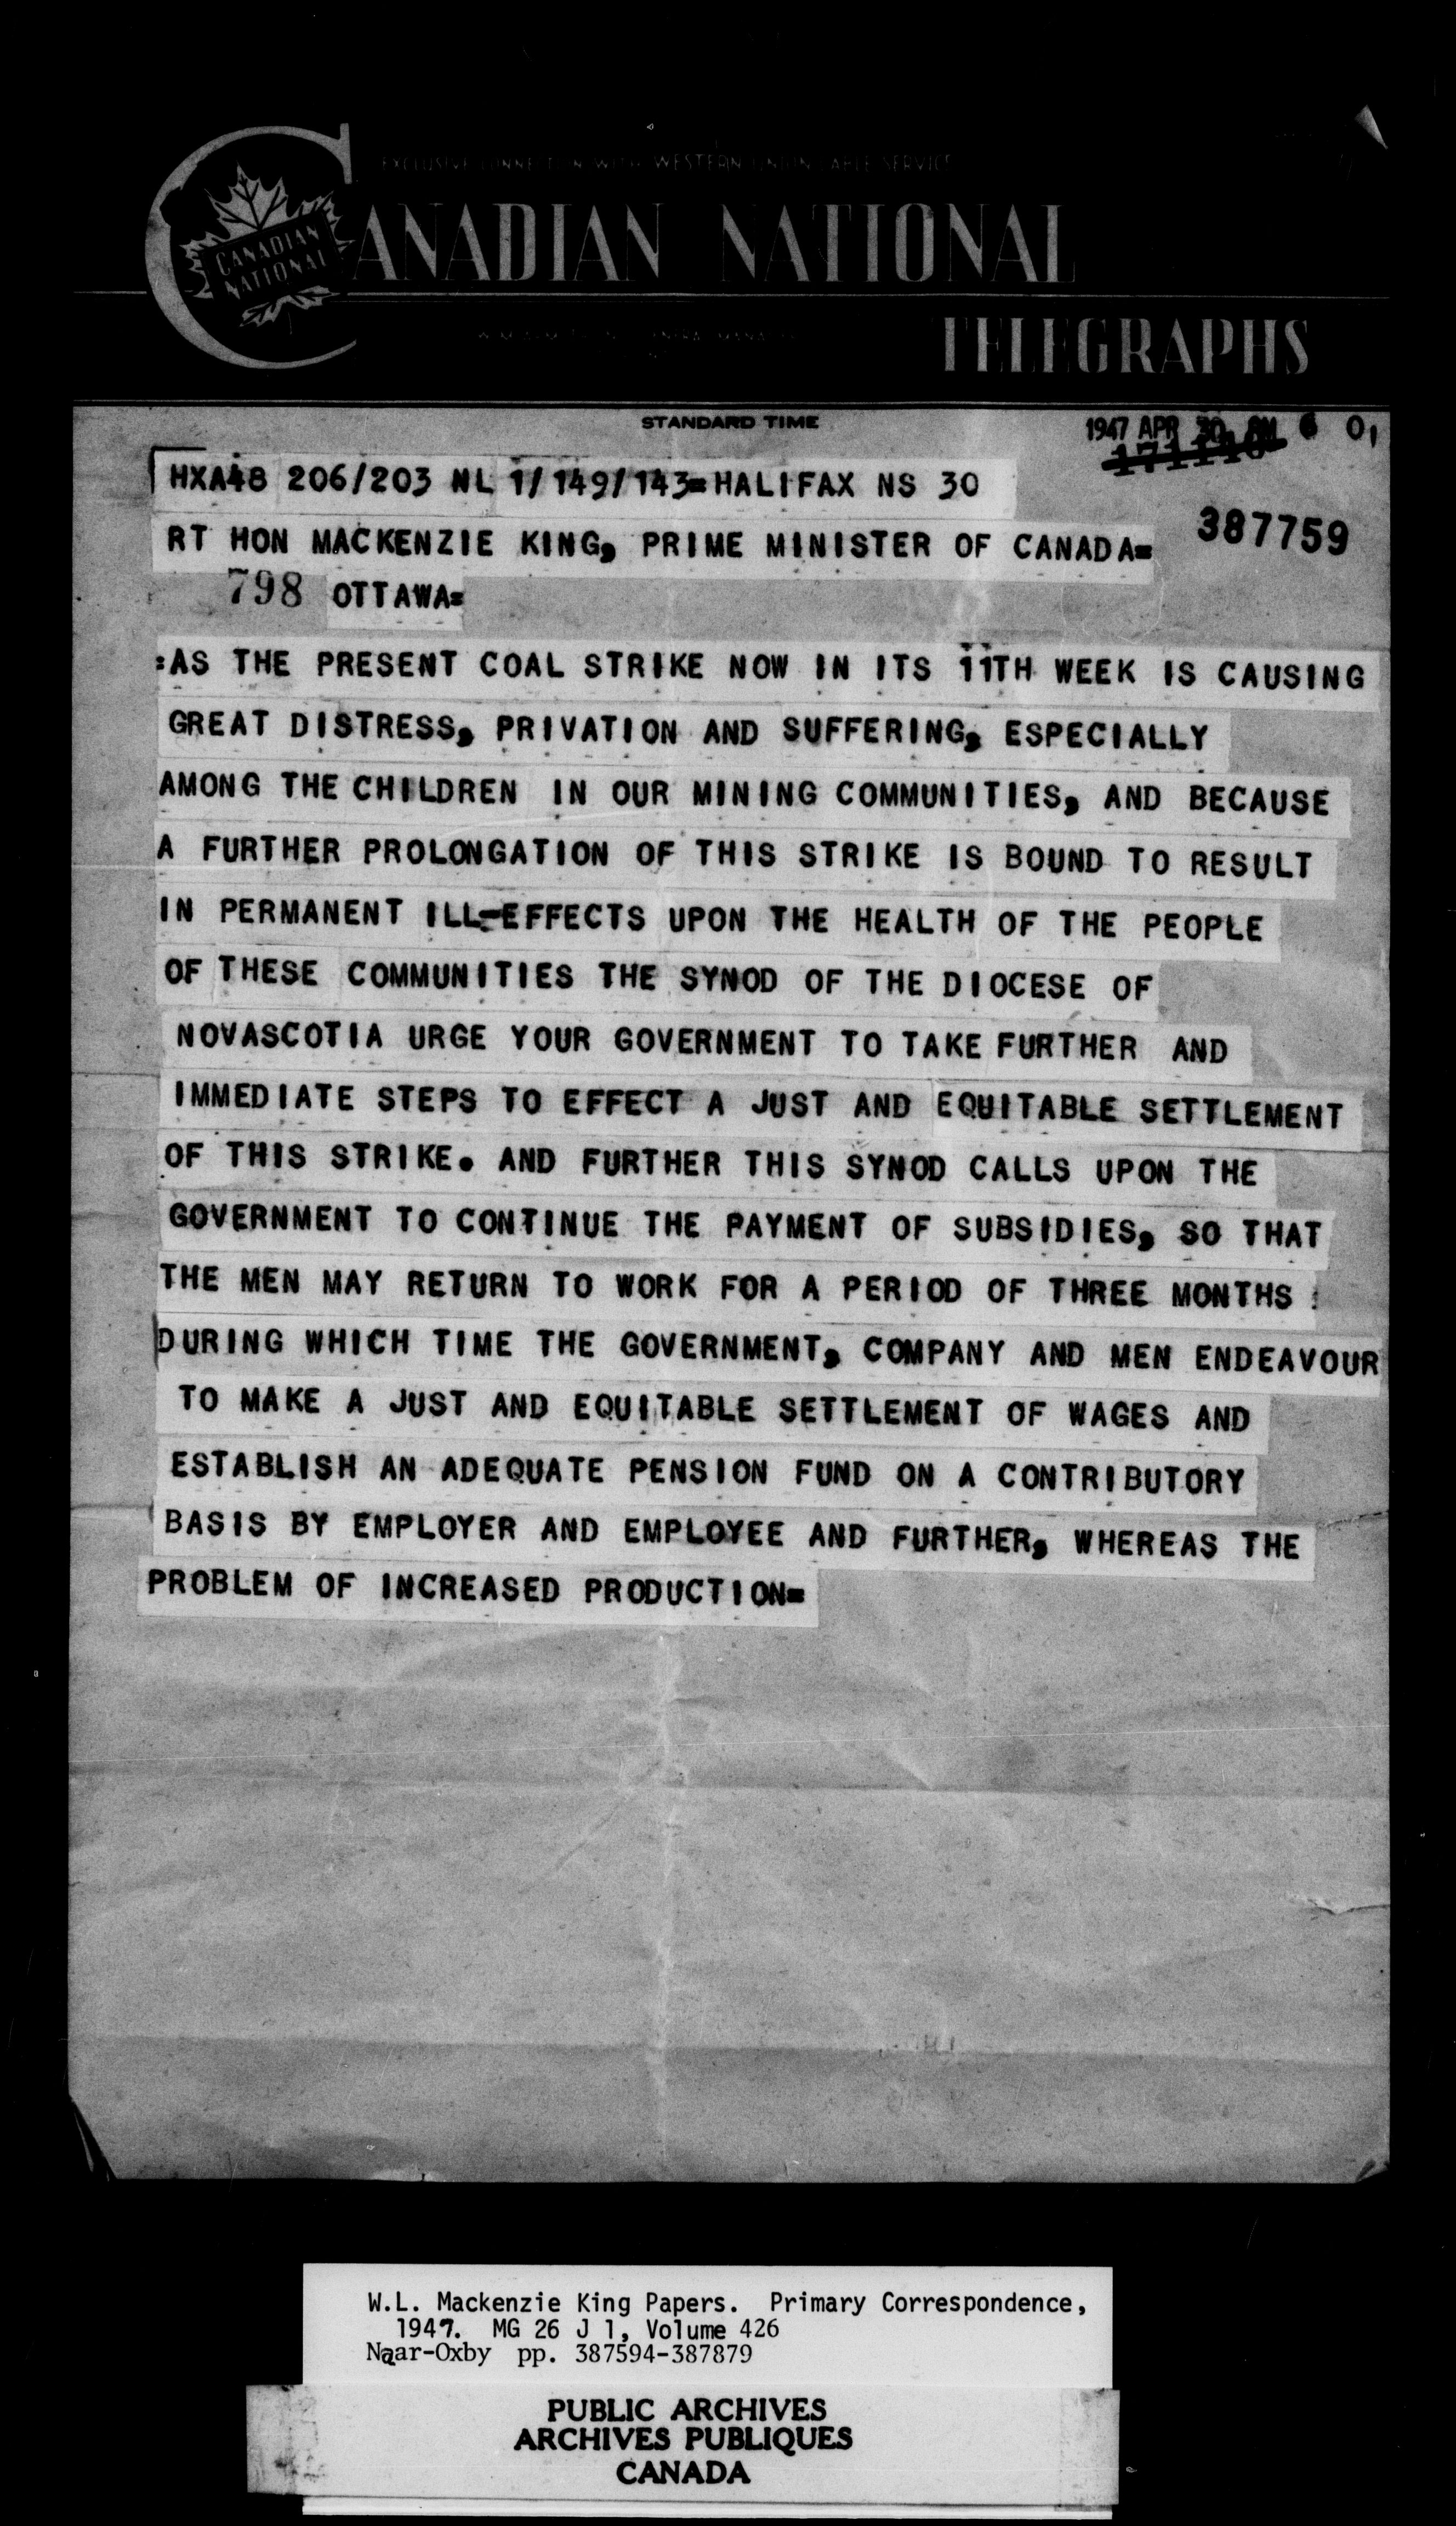 EXCLUSIVE CONNECTION WITH WESTERN UNION CABLE SERVICE
CANADIAN NATIONAL
CANADIAN
NATIONAL
TELEGRAPHS
STANDARD TIME
1947 APR 30 AM 6 0
HXA48 206/203 NL 1/149/143=HALIFAX NS 30
387759
RT HON MACKENZIE KING, PRIME MINISTER OF CANADA=
798 OTTAWA=
:AS THE PRESENT COAL STRIKE NOW IN ITS 11TH WEEK IS CAUSING
GREAT DISTRESS, PRIVATION AND SUFFERING, ESPECIALLY
AMONG THE CHILDREN IN OUR MINING COMMUNITIES, AND BECAUSE
A FURTHER PROLONGATION OF THIS STRIKE IS BOUND TO RESULT
IN PERMANENT ILL-EFFECTS UPON THE HEALTH OF THE PEOPLE
OF THESE COMMUNITIES THE SYNOD OF THE DIOCESE OF
NOVASCOTIA URGE YOUR GOVERNMENT TO TAKE FURTHER AND
IMMEDIATE STEPS TO EFFECT A JUST AND EQUITABLE SETTLEMENT
OF THIS STRIKE. AND FURTHER THIS SYNOD CALLS UPON THE
GOVERNMENT TO CONTINUE THE PAYMENT OF SUBSIDIES, SO THAT
THE MEN MAY RETURN TO WORK FOR A PERIOD OF THREE MONTHS :
DURING WHICH TIME THE GOVERNMENT, COMPANY AND MEN ENDEAVOUR
TO MAKE A JUST AND EQUITABLE SETTLEMENT OF WAGES AND
ESTABLISH AN ADEQUATE PENSION FUND ON A CONTRIBUTORY
BASIS BY EMPLOYER AND EMPLOYEE AND FURTHER, WHEREAS THE
PROBLEM OF INCREASED PRODUCTION=
W.L. Mackenzie King Papers. Primary Correspondence,
1947. MG 26 J 1, Volume 426
Naar-Oxby pp. 387594-387879
PUBLIC ARCHIVES
ARCHIVES PUBLIQUES
CANADA